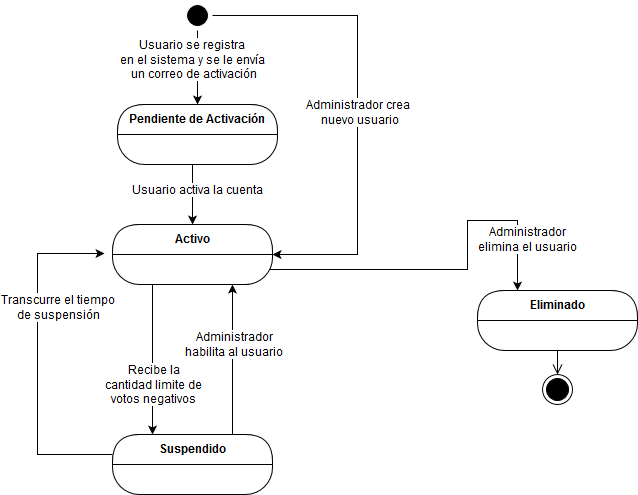 Usuario se registra
en el sistema y se le envía
un correo de activación
Administrador crea
nuevo usuario
Pendiente de Activación
Usuario activa la cuenta
Activo
Administrador
elimina el usuario
Eliminado
Transcurre el tiempo
de suspensión
Administrador
habilita al usuario
Recibe la
cantidad limite de
votos negativos
Suspendido